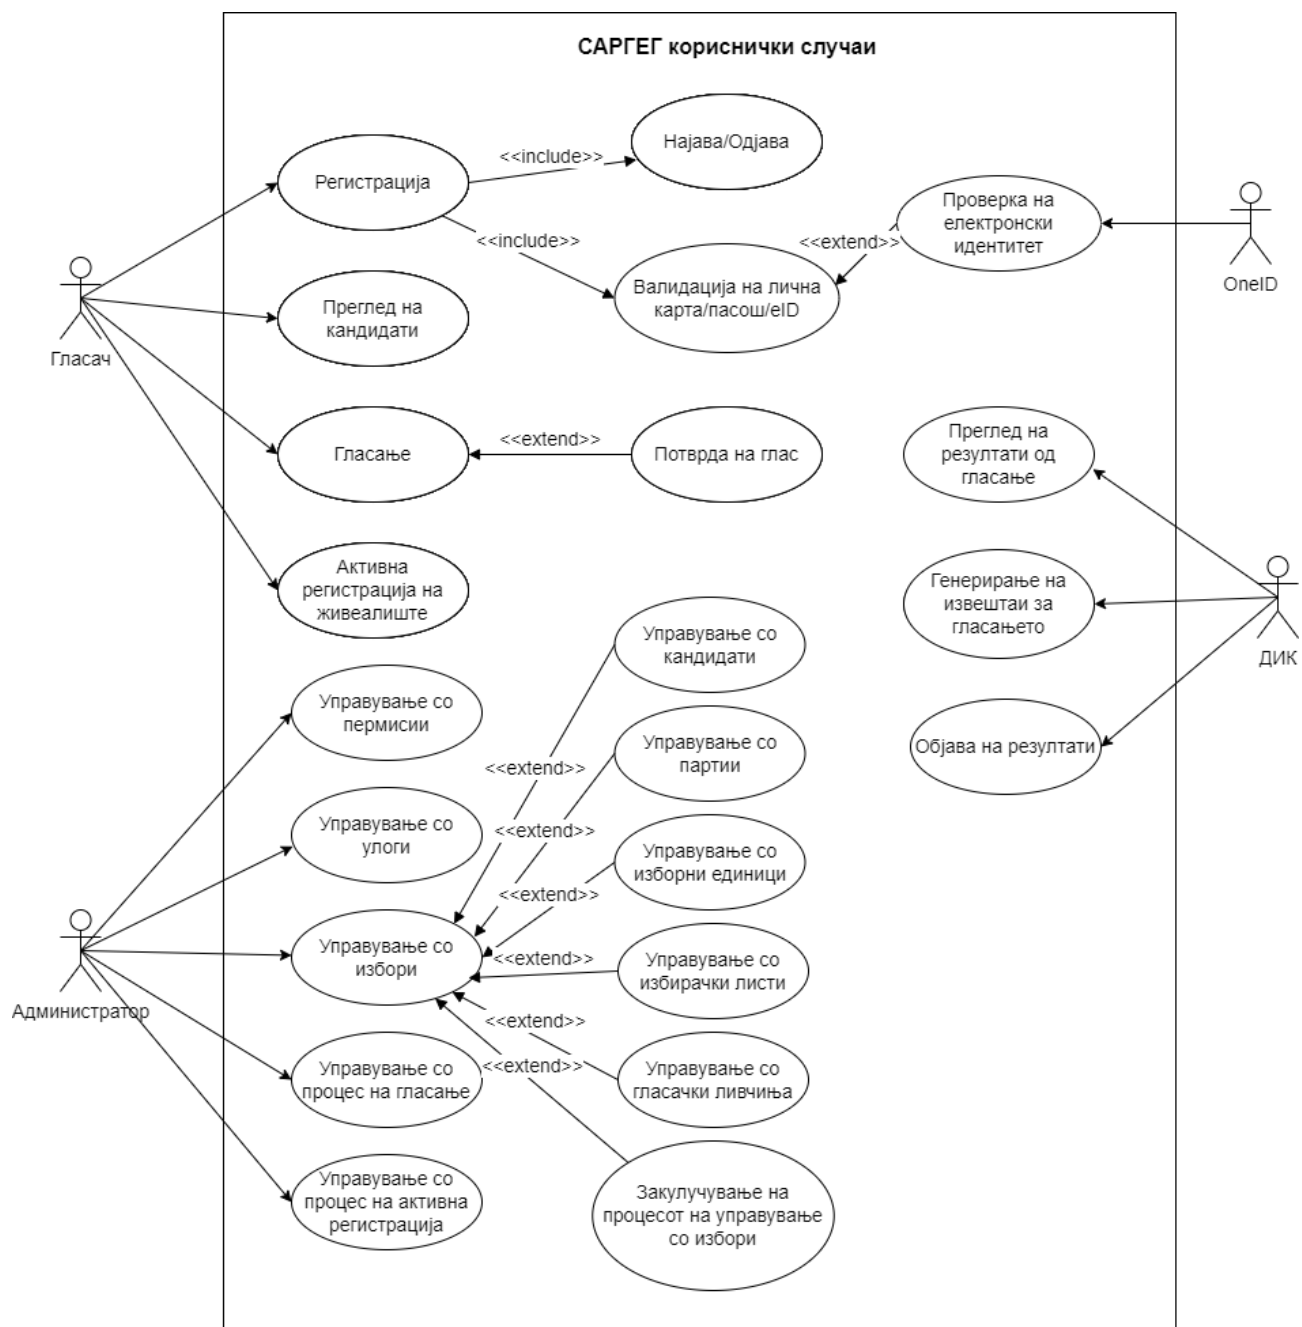 САРГЕГ кориснички случаи
Најава/Одјава
<<include>>
Регистрација
<<include>>
Проверка на
електронски
идентитет
<<extend>>
OneID
Валидација на лична
карта/пасош/eID
Преглед на
кандидати
Гласач
Гласање
<<extend>>
Потврда на глас
Преглед на
резултати од
гласање
Активна
регистрација на
живеалиште
Генерирање на
извештаи за
гласањето
ДИК
Управување со
кандидати
Управување со
пермисии
Управување со
партии
Објава на резултати
<<extend>>
Управување со
улоги
<<extend>>
Управување со
изборни единици
<<extend>>
Управување со
избори
<<extend>>
Управување со
избирачки листи
Администратор
<<extend>>
<<extend>>
Управување со
процес на гласање
Управување со
гласачки ливчиња
Управување со
процес на активна
регистрација
Закулучување на
процесот на управување
со избори